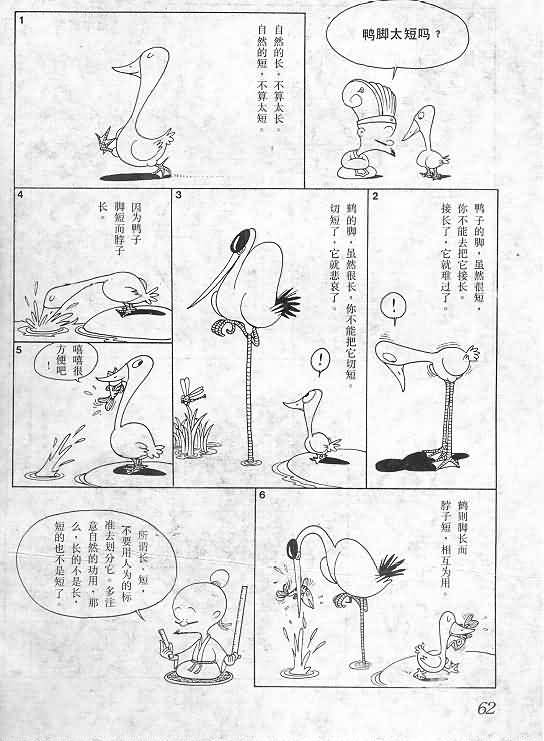 鸭脚太短吗？
1
自然的长，不算太长。
自然的短，不算太短。
2
鸭子的脚，虽然很短，
你不能去把它接长。
接长了，它就难过了。
！
3
鹤的脚，虽然很长，你不能把它切短。
切短了，它就悲哀了。
！
4
因为鸭子
脚短而脖子
长。
5
嘻嘻很
方便吧
！
6
鹤则脚长而
脖子短，相互为用。
所谓长，短，
不要用人为的标
准去划分它。多注
意自然的功用，那
么，长的不是长，
短的也不是短了。
62